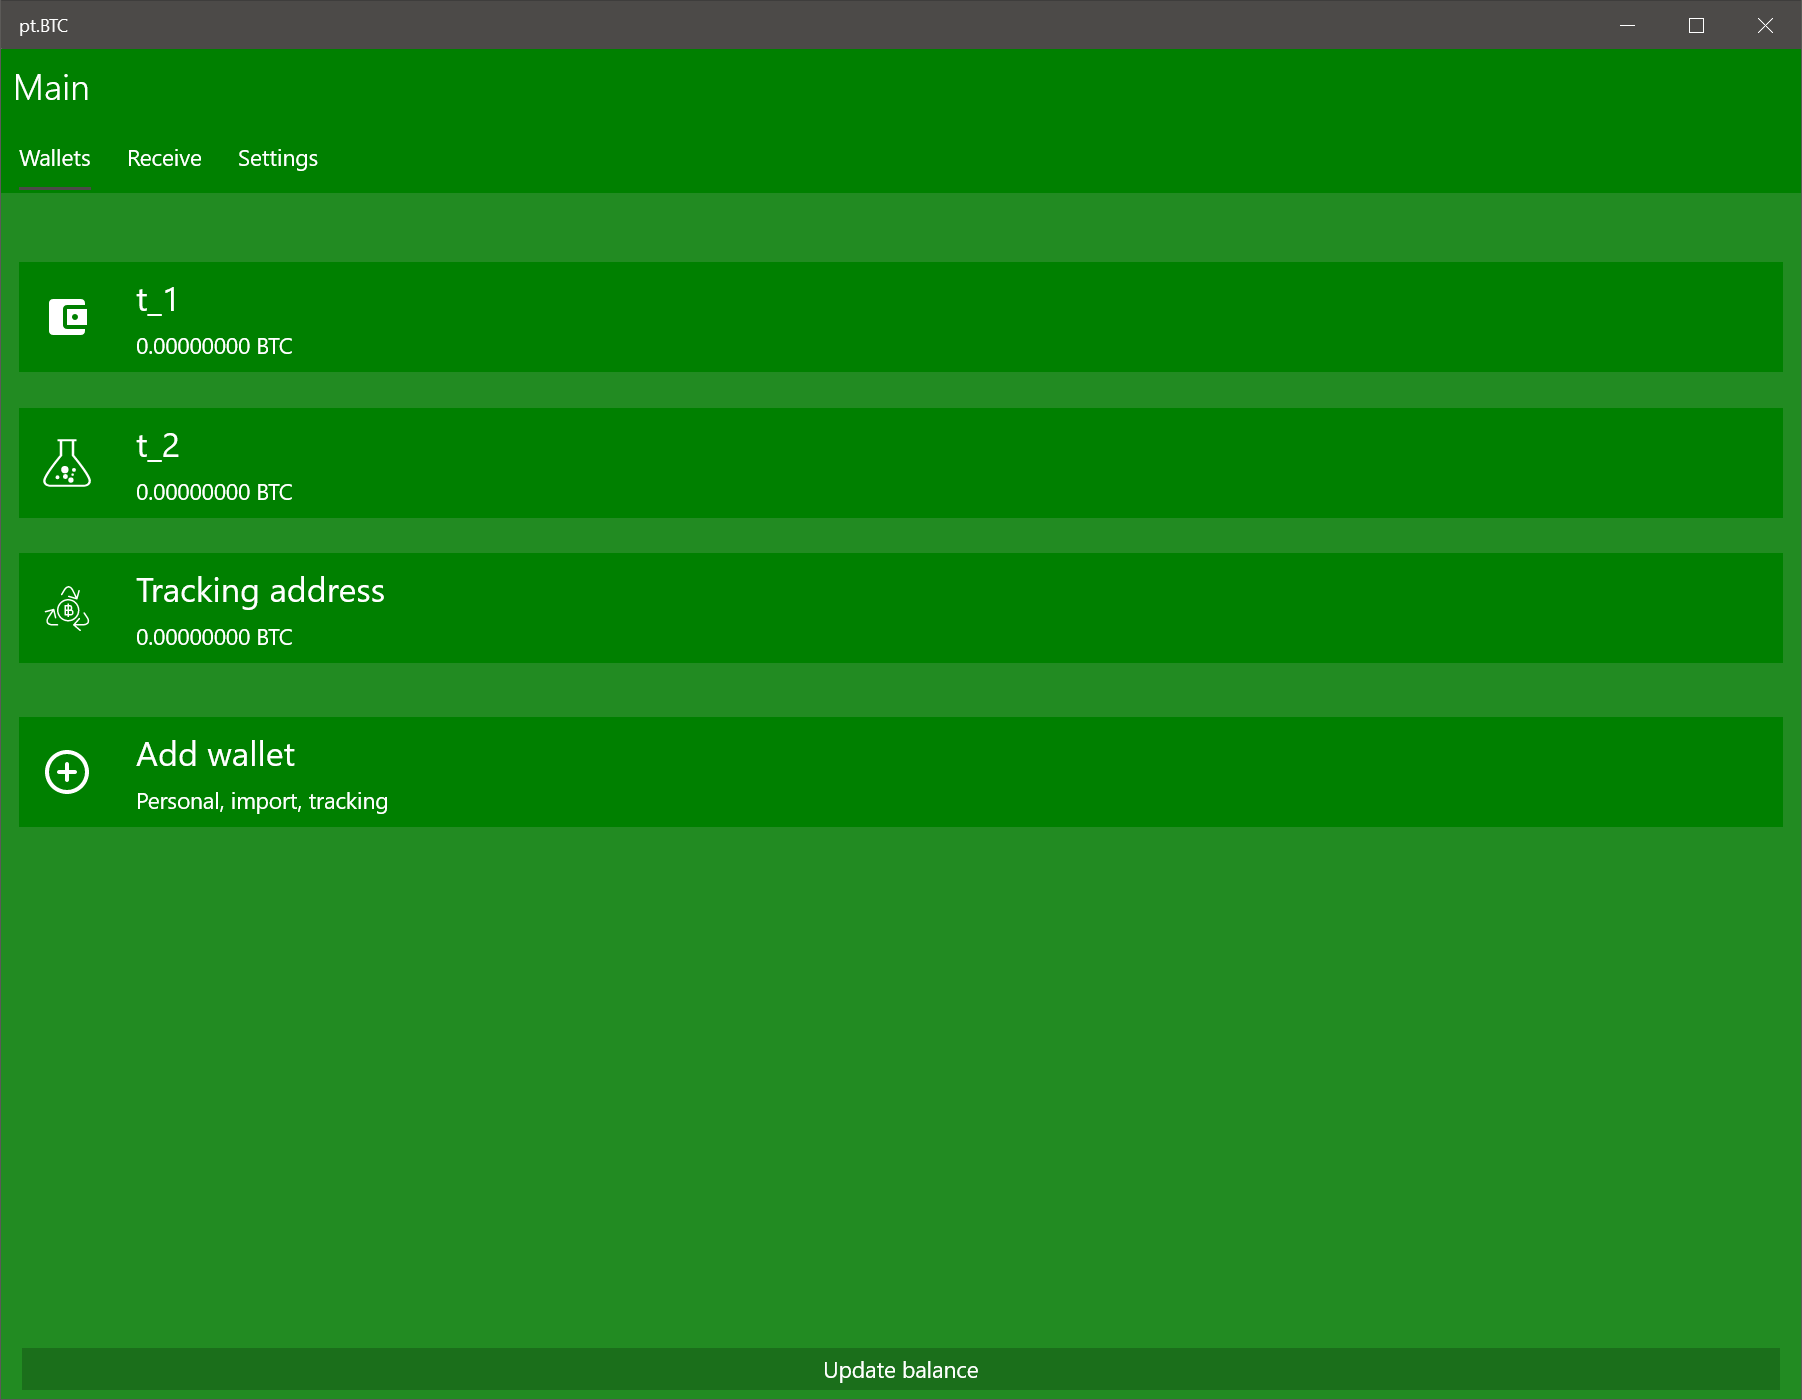 pt.BTC
Main
Wallets Receive Settings
t_1
0.00000000 BTC
t_2
0.00000000 BTC
Tracking address
0.00000000 BTC
Add wallet
Personal, import, tracking
Update balance